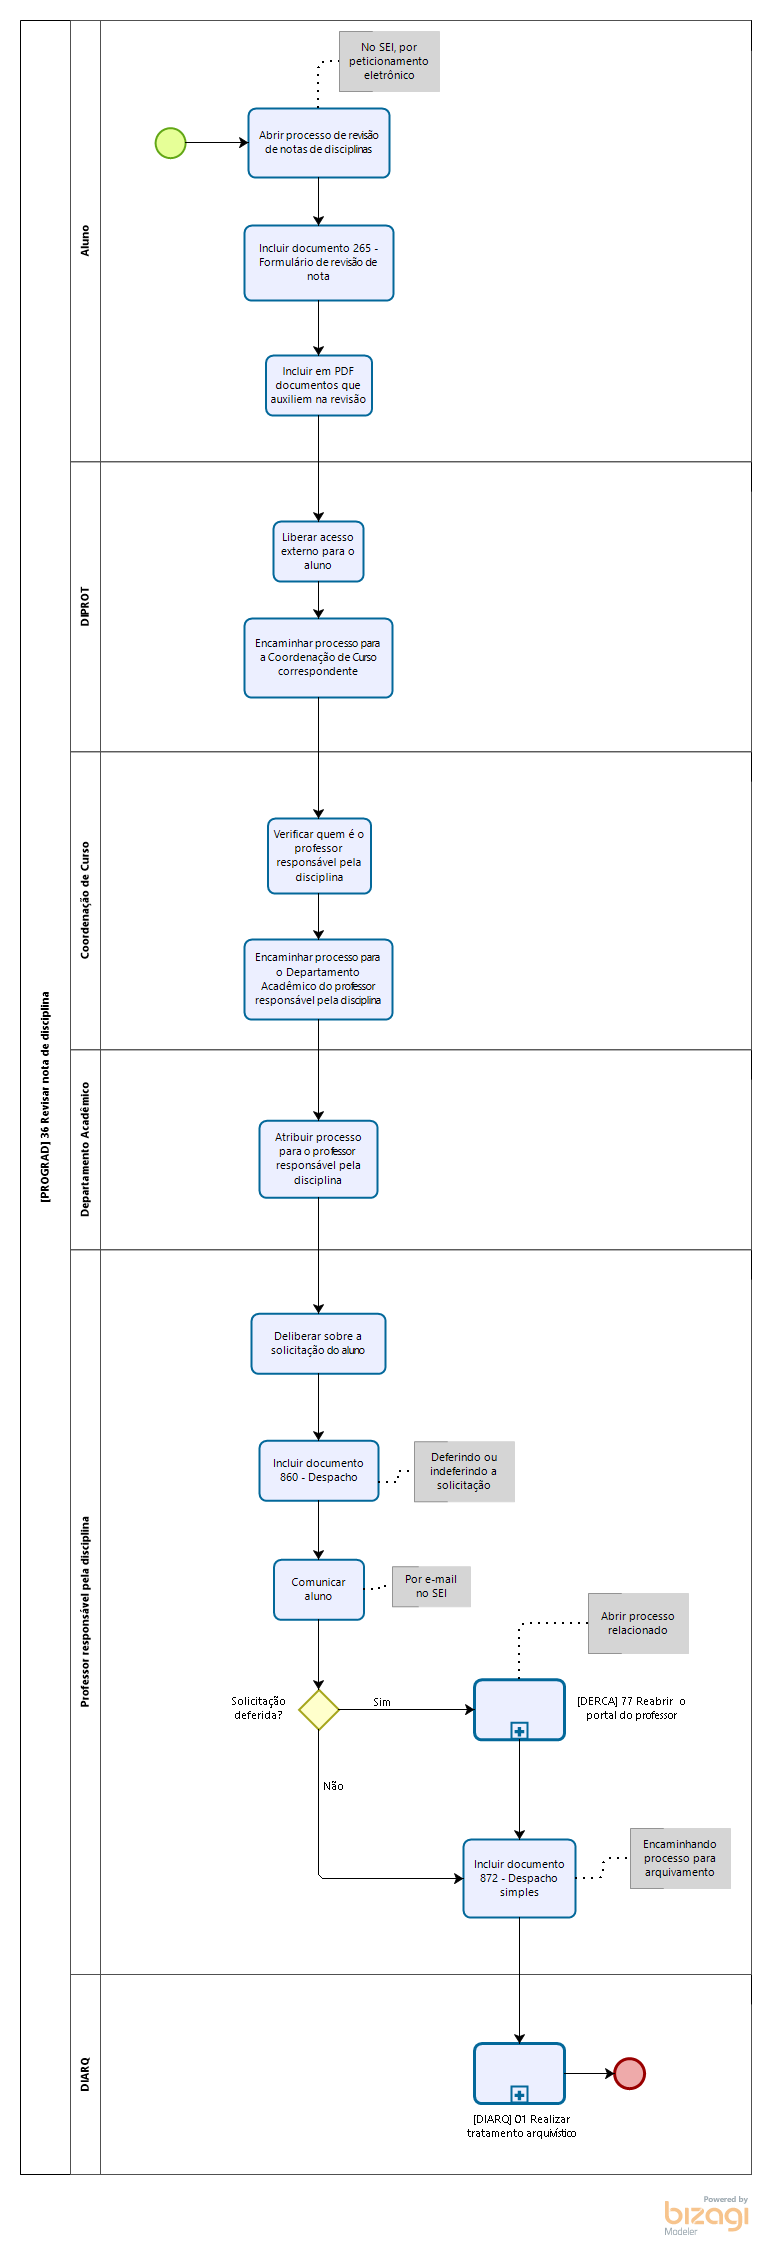 [PROGRAD] 36 Revisar nota de disciplina
Aluno
No SEI, por
peticionamento
eletrônico
Abrir processo de revisão
de notas de disciplinas
Incluir documento 265 -
Formulário de revisão de
nota
Incluir em PDF
documentos que
auxiliem na revisão
DIPROT
Liberar acesso
externo para o
aluno
Encaminhar processo para
a Coordenação de Curso
correspondente
Coordenação de Curso
Verificar quem é o
professor
responsável pela
disciplina
Encaminhar processo para
o Departamento
Acadêmico do professor
responsável pela disciplina
Departamento Acadêmico
Atribuir processo
para o professor
responsável pela
disciplina
Professor responsável pela disciplina
Deliberar sobre a
solicitação do aluno
Incluir documento
860 - Despacho
Deferindo ou
indeferindo a
solicitação
Comunicar
aluno
Por e-mail
no SEI
Abrir processo
relacionado
Solicitação
deferida?
Sim
[DERCA] 77 Reabrir o
portal do professor
Não
Incluir documento
872 - Despacho
simples
Encaminhando
processo para
arquivamento
DIARQ
[DIARQ] 01 Realizar
tratamento arquivístico
Powered by
bizagi
Modeler